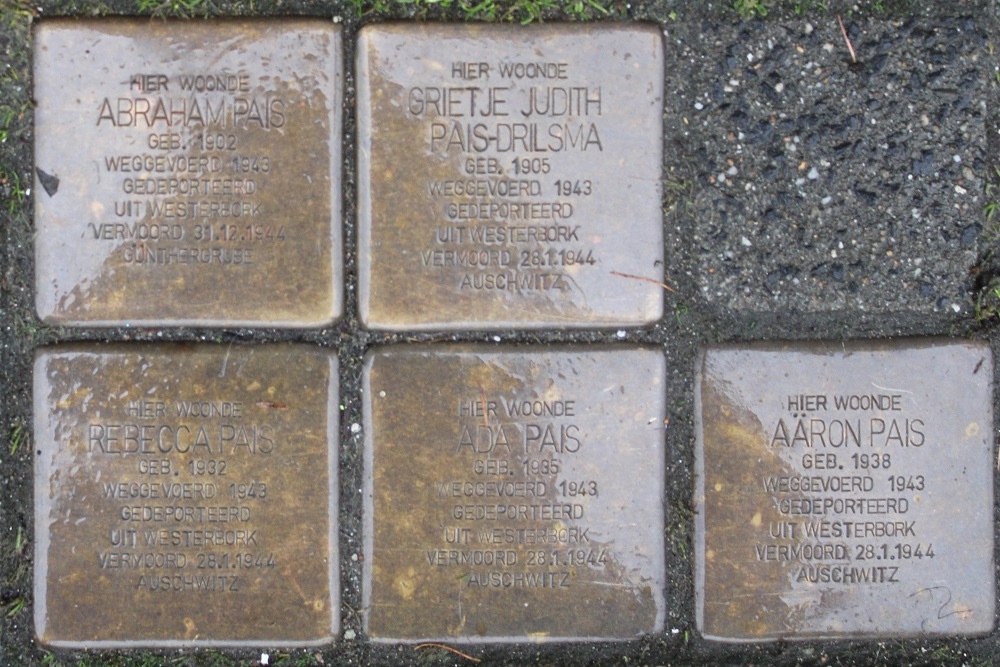 HIER WOONDE
ABRAHAM PAIS
GEB. 1902
WEGGEVOERD 1943
GEDEPORTEERD
UIT WESTERBORK
VERMOORD 31.12.1944
GÜNTHERGRUBE
HIER WOONDE
GRIETJE JUDITH
PAIS-DRILSMA
GEB. 1905
WEGGEVOERD 1943
GEDEPORTEERD
UIT WESTERBORK
VERMOORD 28.1.1944
AUSCHWITZ
HIER WOONDE
REBECCA PAIS
GEB. 1932
WEGGEVOERD 1943
GEDEPORTEERD
UIT WESTERBORK
VERMOORD 28.1.1944
AUSCHWITZ
HIER WOONDE
ADA PAIS
GEB. 1935
WEGGEVOERD 1943
GEDEPORTEERD
UIT WESTERBORK
VERMOORD 28.1.1944
AUSCHWITZ
HIER WOONDE
ÄÄRON PAIS
GEB. 1938
WEGGEVOERD 1943
GEDEPORTEERD
UIT WESTERBORK
VERMOORD 28.1.1944
AUSCHWITZ